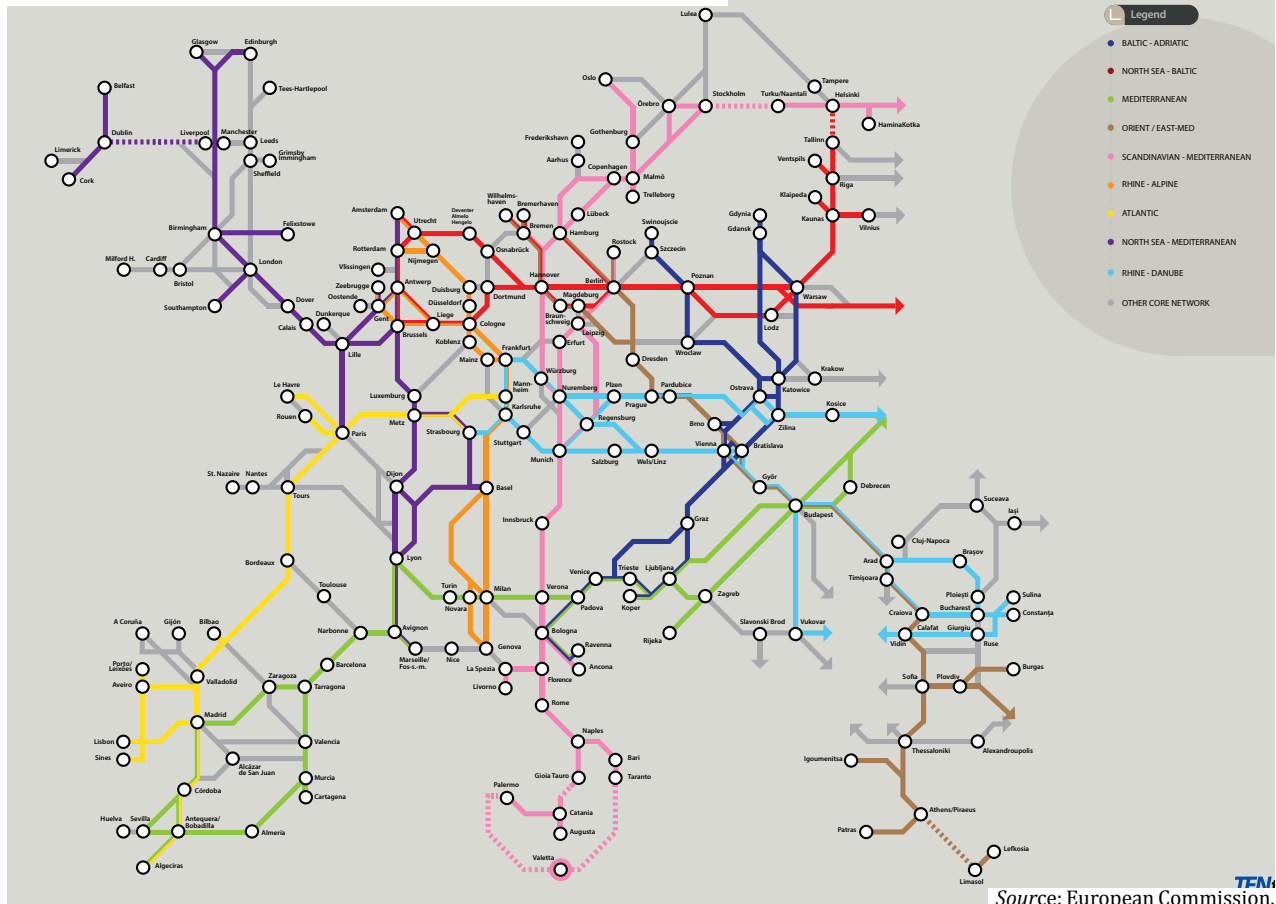 Legend
BALTIC - ADRIATIC
NORTH SEA - BALTIC
MEDITERRANEAN
ORIENT / EAST-MED
SCANDINAVIAN - MEDITERRANEAN
RHINE - ALPINE
ATLANTIC
NORTH SEA - MEDITERRANEAN
RHINE - DANUBE
OTHER CORE NETWORK
Lulea
Glasgow
Edinburgh
Belfast
Tees-Hartlepool
Oslo
Örebro
Stockholm
Turku/Naantali
Tampere
Helsinki
HaminaKotka
Dublin
Liverpool
Manchester
Leeds
Limerick
Cork
Grimsby
Immingham
Sheffield
Frederikshavn
Aarhus
Gothenburg
Copenhagen
Malmö
Trelleborg
Tallinn
Ventspils
Riga
Klaipeda
Kaunas
Vilnius
Birmingham
Felixstowe
Milford H.
Cardiff
Bristol
London
Southampton
Dover
Calais
Dunkerque
Lille
Amsterdam
Utrecht
Deventer
Almelo
Hengelo
Wilhelms-
haven
Bremerhaven
Bremen
Lübeck
Hamburg
Rostock
Swinoujscie
Szczecin
Gdynia
Gdansk
Rotterdam
Nijmegen
Osnabrück
Vlissingen
Zeebrugge
Oostende
Gent
Antwerp
Brussels
Liege
Duisburg
Düsseldorf
Cologne
Dortmund
Hannover
Magdeburg
Braun-
schweig
Berlin
Leipzig
Poznan
Warsaw
Lodz
Wroclaw
Koblenz
Mainz
Frankfurt
Erfurt
Würzburg
Dresden
Krakow
Katowice
Ostrava
Le Havre
Rouen
Paris
Luxemburg
Metz
Strasbourg
Mann-
heim
Karlsruhe
Stuttgart
Nuremberg
Plzen
Prague
Pardubice
Regensburg
Munich
Salzburg
Wels/Linz
Brno
Vienna
Bratislava
Zilina
Kosice
St. Nazaire
Nantes
Tours
Dijon
Basel
Györ
Budapest
Debrecen
Innsbruck
Graz
Bordeaux
Lyon
Toulouse
Turin
Novara
Milan
Verona
Venice
Padova
Trieste
Koper
Ljubljana
Zagreb
Rijeka
Slavonski Brod
Vukovar
Suceava
Iaşi
Cluj-Napoca
Arad
Timişoara
Braşov
Ploieşti
Bucharest
Sulina
Constanţa
Craiova
Calafat
Vidin
Giurgiu
Ruse
A Coruña
Gijón
Bilbao
Narbonne
Avignon
Marseille/
Fos-s.-m.
Nice
Genova
Bologna
Ravenna
Ancona
La Spezia
Livorno
Florence
Rome
Porto/
Leixões
Aveiro
Valladolid
Zaragoza
Barcelona
Tarragona
Sofia
Plovdiv
Burgas
Madrid
Lisbon
Sines
Valencia
Alcázar
de San Juan
Murcia
Cartagena
Córdoba
Huelva
Sevilla
Antequera/
Bobadilla
Almería
Algeciras
Naples
Bari
Gioia Tauro
Taranto
Palermo
Catania
Augusta
Valetta
Thessaloniki
Alexandroupolis
Igoumenitsa
Athens/Piraeus
Patras
Lefkosia
Limasol
Source: European Commission.